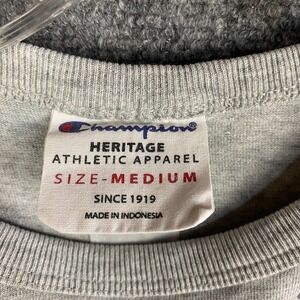 Champion®
HERITAGE
ATHLETIC APPAREL
SIZE-MEDIUM
SINCE 1919
MADE IN INDONESIA